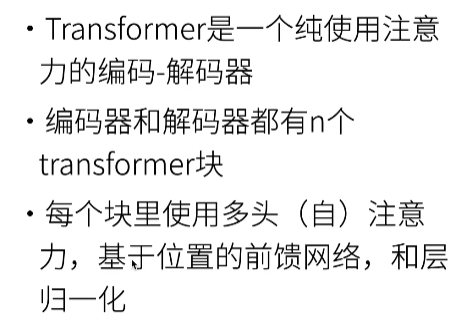 • Transformer是一个纯使用注意
力的编码-解码器
• 编码器和解码器都有n个
transformer块
• 每个块里使用多头（自）注意
力，基于位置的前馈网络，和层
归一化